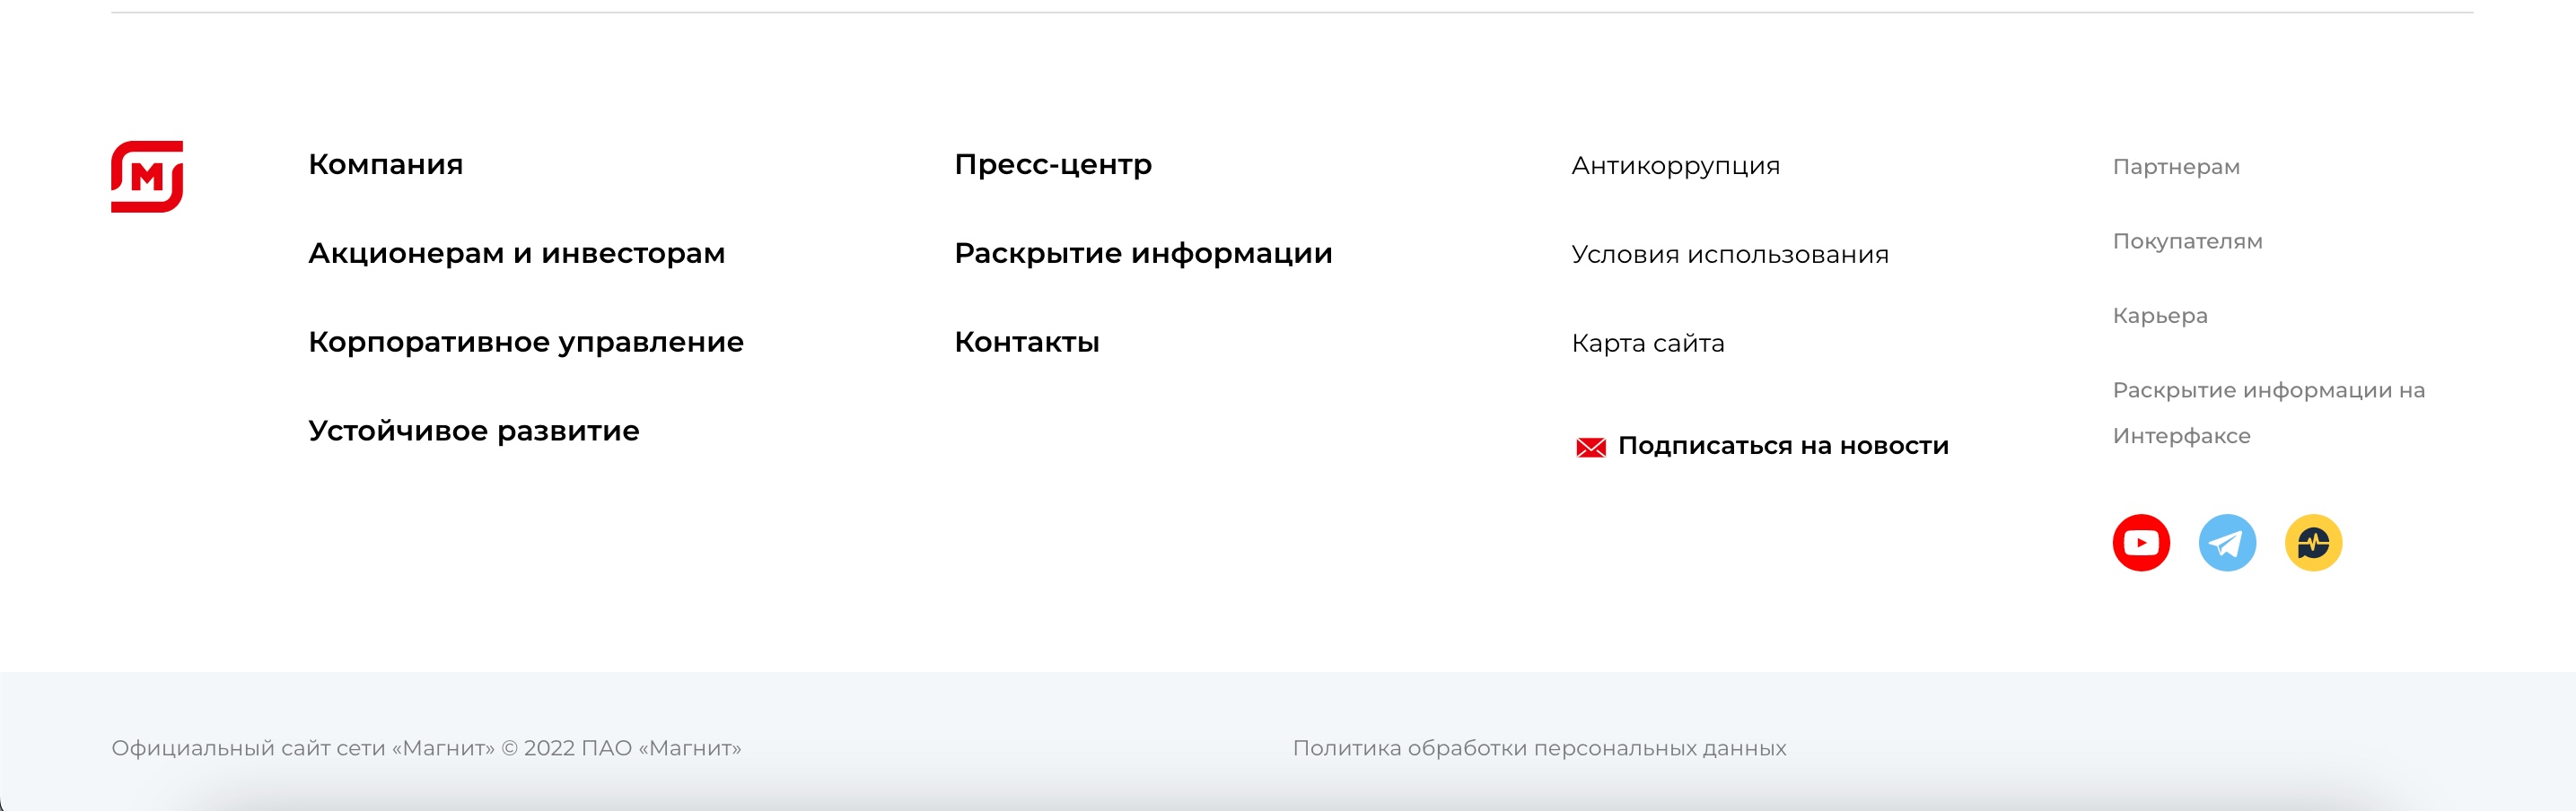 М
Компания
Акционерам и инвесторам
Корпоративное управление
Устойчивое развитие
Пресс-центр
Раскрытие информации
Контакты
Антикоррупция
Условия использования
Карта сайта
Подписаться на новости
Партнерам
Покупателям
Карьера
Раскрытие информации на
Интерфаксе
Официальный сайт сети «Магнит» © 2022 ПАО «Магнит»
Политика обработки персональных данных